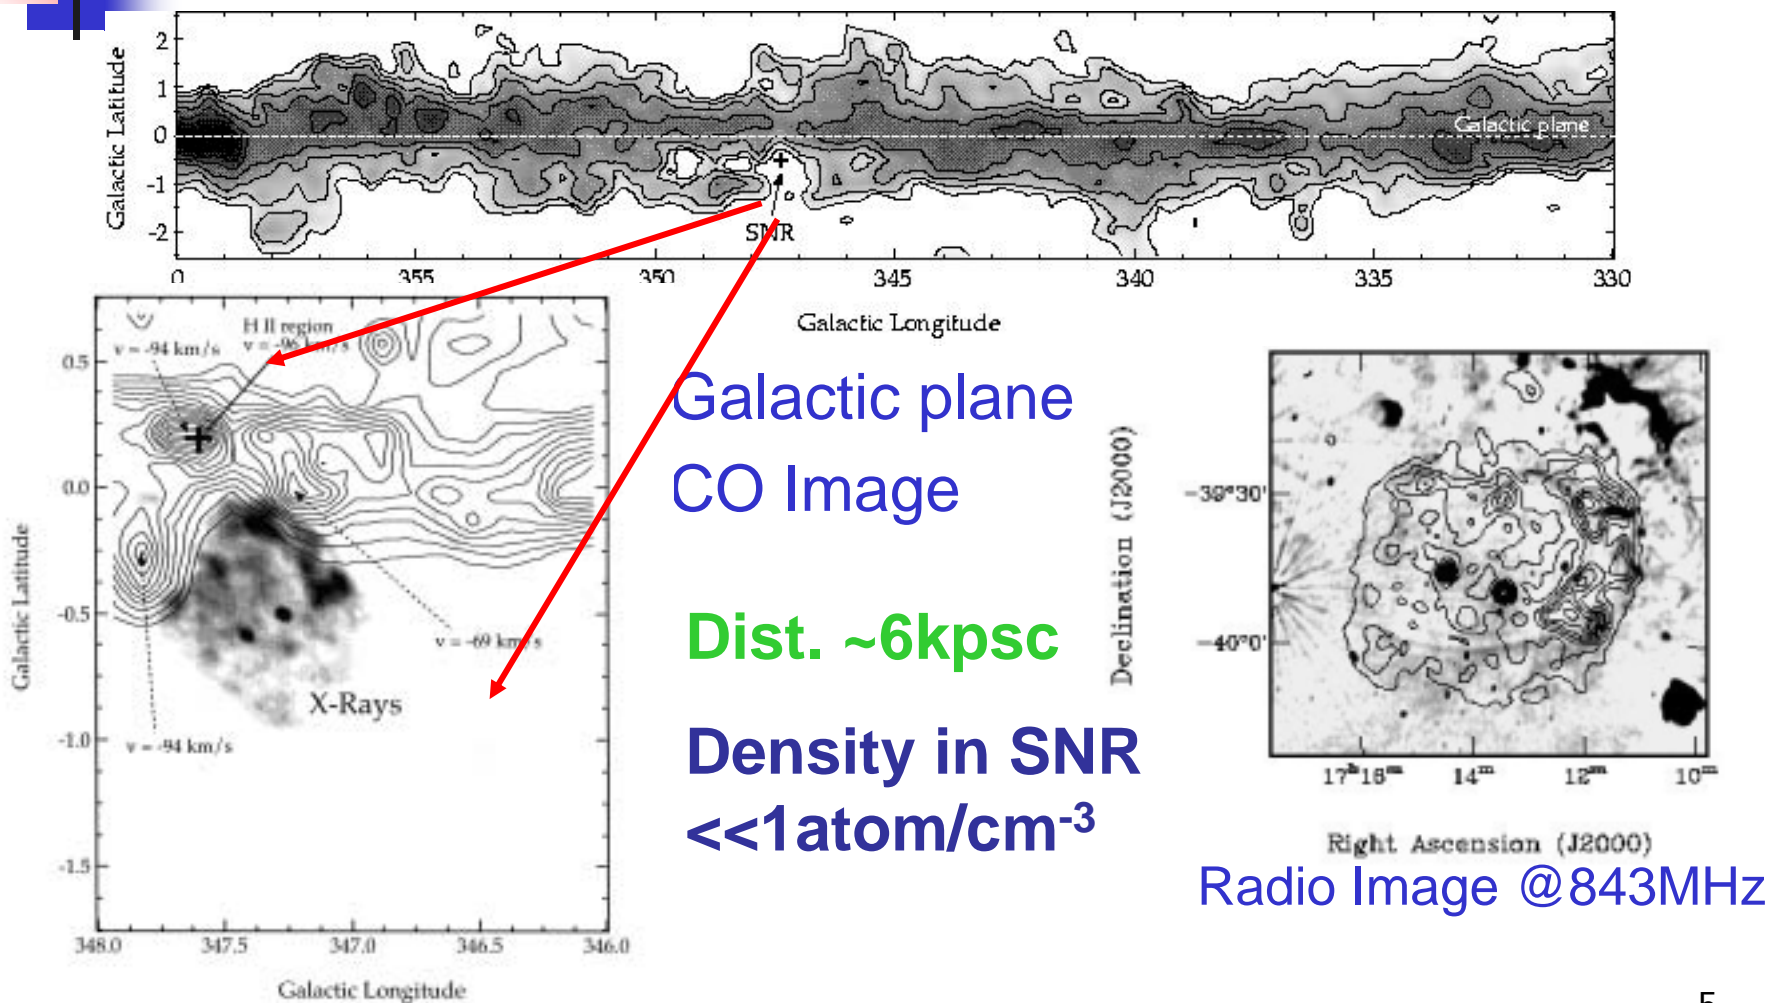 Galactic Latitude
2
1
0
-1
-2
Galactic plane
SNR
0
355
350
345
340
335
330
Galactic Longitude
H II region
v = -94 km/s
v = -96 km/s
0.5
0.0
-0.5
-1.0
-1.5
Galactic Latitude
v = -69 km/s
X-Rays
v = -94 km/s
348.0
347.5
347.0
346.5
346.0
Galactic Longitude
Galactic plane
CO Image
Dist. ~6kpsc
Density in SNR
<<1atom/cm-3
Declination (J2000)
-39°30'
-40°0'
17h16m
14m
12m
10m
Right Ascension (J2000)
Radio Image @843MHz
5